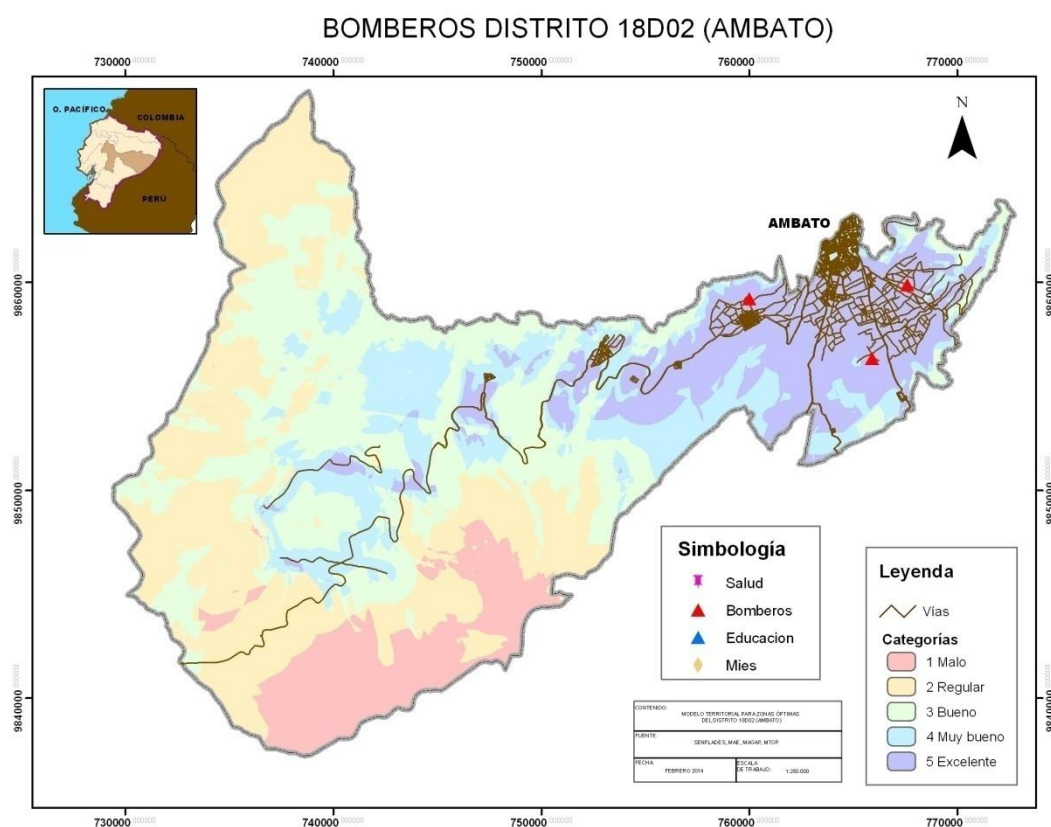 BOMBEROS DISTRITO 18D02 (AMBATO)
730000 740000 750000 760000 770000
O. PACÍFICO
COLOMBIA
PERÚ
N
AMBATO
9860000 9860000
9850000 9850000
9840000 9840000
Simbología
Salud
Bomberos
Educacion
Mies
Leyenda
Vías
Categorías
1 Malo
2 Regular
3 Bueno
4 Muy bueno
5 Excelente
CONTENIDO:
MODELO TERRITORIAL PARA ZONAS ÓPTIMAS
DEL DISTRITO 18D02 (AMBATO)
FUENTE:
SENPLADES, MAE, MAGAP, MTOP
FECHA:
FEBRERO 2014
ESCALA
DE TRABAJO:
1:250.000
730000 740000 750000 760000 770000